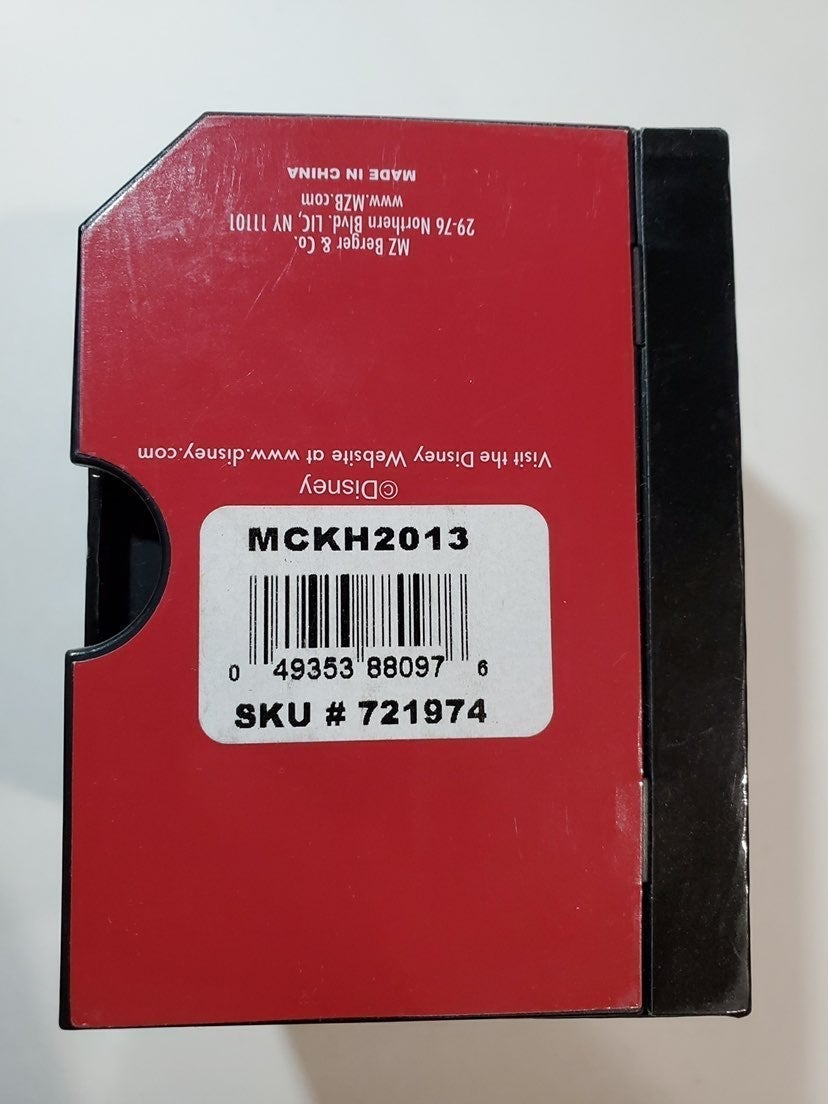 MZ Berger & Co.
29-76 Northern Blvd. LIC, NY 11101
www.MZB.com
MADE IN CHINA
©Disney
Visit the Disney Website at www.disney.com
MCKH2013
0 49353 88097 6
SKU # 721974